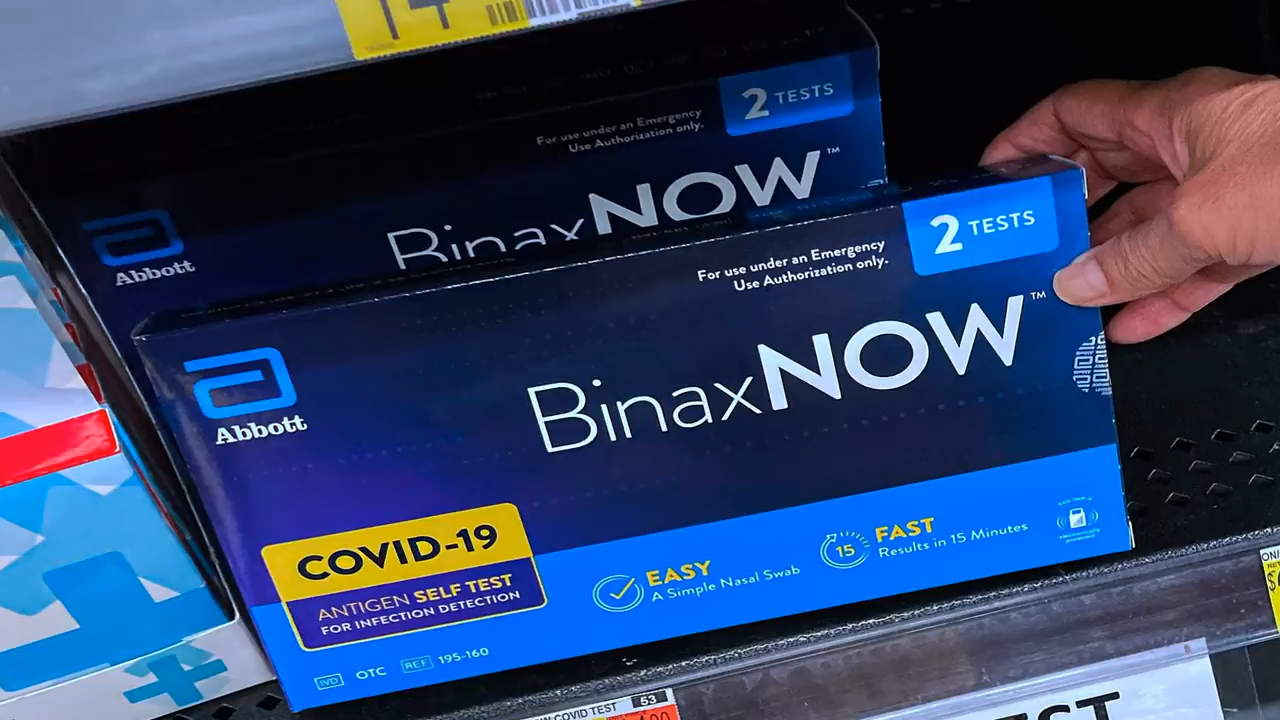 14
2 TESTS
For use under an Emergency
Use Authorization only.
BinaxNOW™
Abbott
2 TESTS
For use under an Emergency
Use Authorization only.
BinaxNOW™
Abbott
COVID-19
ANTIGEN SELF TEST
FOR INFECTION DETECTION
EASY
A Simple Nasal Swab
15
FAST
Results in 15 Minutes
IVD OTC REF 195-160
COVID TEST 53